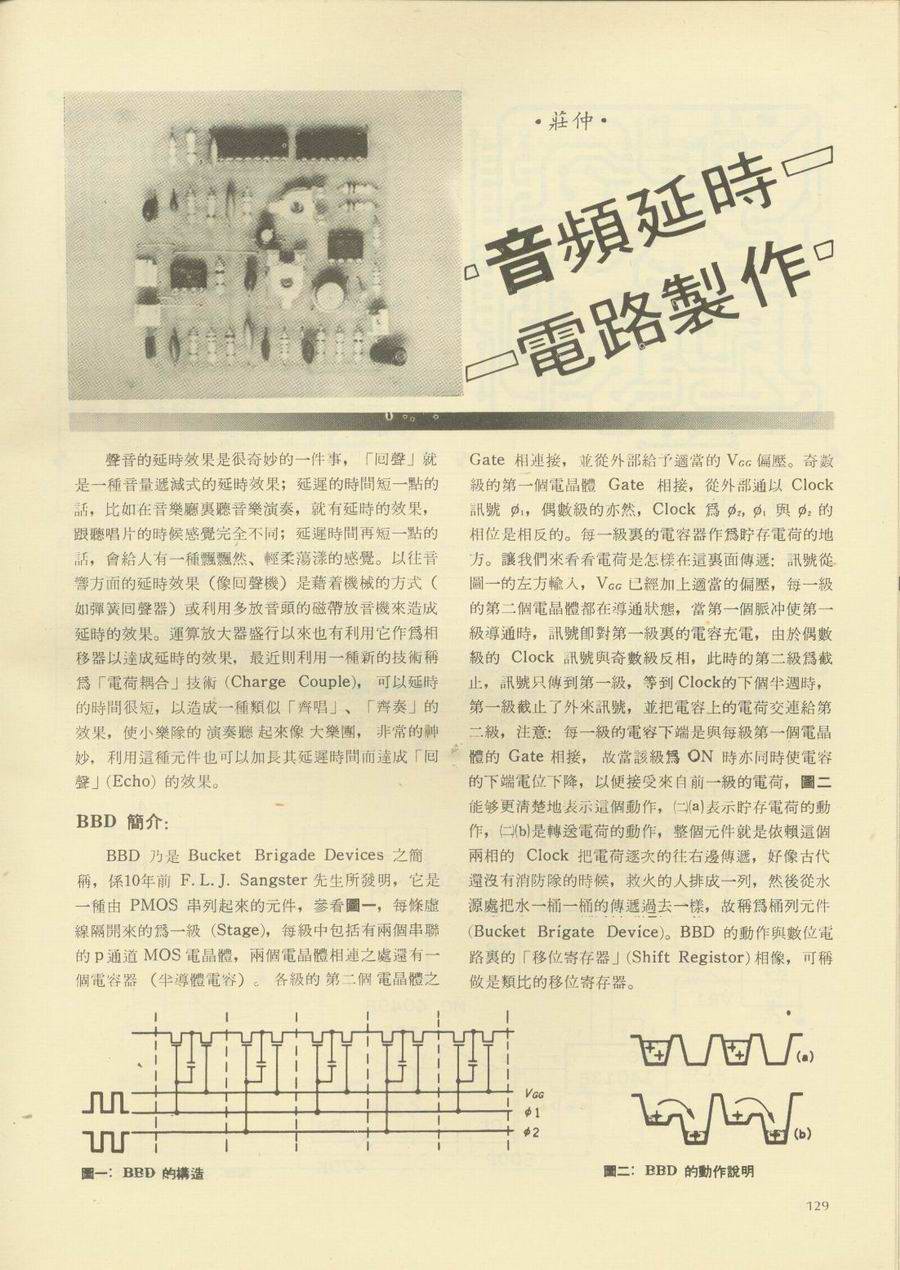 •莊仲•
音頻延時
電路製作
聲音的延時效果是很奇妙的一件事，「回聲」就
是一種音量遞減式的延時效果；延遲的時間短一點的
話，比如在音樂廳裏聽音樂演奏，就有延時的效果，
跟聽唱片的時候感覺完全不同；延遲時間再短一點的
話，會給人有一種飄飄然、輕柔蕩漾的感覺。以往音
響方面的延時效果（像回聲機）是藉着機械的方式（
如彈簧回聲器）或利用多放音頭的磁帶放音機來造成
延時的效果。運算放大器盛行以來也有利用它作爲相
移器以達成延時的效果，最近則利用一種新的技術稱
爲「電荷耦合」技術 (Charge Couple)，可以延時
的時間很短，以造成一種類似「齊唱」、「齊奏」的
效果，使小樂隊的 演奏聽 起來像 大樂團，非常的神
妙，利用這種元件也可以加長其延遲時間而達成「回
聲」(Echo) 的效果。
BBD 簡介：
BBD 乃是 Bucket Brigade Devices 之簡
稱，係10年前 F. L. J. Sangster 先生所發明，它是
一種由 PMOS 串列起來的元件，參看圖一，每條虛
線隔開來的爲一級 (Stage)，每級中包括有兩個串聯
的 p 通道 MOS 電晶體，兩個電晶體相連之處還有一
個電容器（半導體電容）。各級的 第二個 電晶體之
Gate 相連接，並從外部給予適當的 VGG 偏壓。奇數
級的第一個電晶體 Gate 相接，從外部通以 Clock
訊號 ø1，偶數級的亦然，Clock 爲 ø2，ø1 與 ø2 的
相位是相反的。每一級裏的電容器作爲貯存電荷的地
方。讓我們來看看電荷是怎樣在這裏面傳遞：訊號從
圖一的左方輸入，VGG 已經加上適當的偏壓，每一級
的第二個電晶體都在導通狀態，當第一個脈冲使第一
級導通時，訊號卽對第一級裏的電容充電，由於偶數
級的 Clock 訊號與奇數級反相，此時的第二級爲截
止，訊號只傳到第一級，等到 Clock的下個半週時，
第一級截止了外來訊號，並把電容上的電荷交連給第
二級，注意：每一級的電容下端是與每級第一個電晶
體的 Gate 相接，故當該級爲 ON 時亦同時使電容
的下端電位下降，以便接受來自前一級的電荷，圖二
能够更清楚地表示這個動作，㈡(a)表示貯存電荷的動
作，㈡(b)是轉送電荷的動作，整個元件就是依賴這個
兩相的 Clock 把電荷逐次的往右邊傳遞，好像古代
還沒有消防隊的時候，救火的人排成一列，然後從水
源處把水一桶一桶的傳遞過去一樣，故稱爲桶列元件
(Bucket Brigate Device)。BBD 的動作與數位電
路裏的「移位寄存器」(Shift Registor) 相像，可稱
做是類比的移位寄存器。
VGG
ø1
ø2
圖一：BBD 的構造
(a)
(b)
圖二：BBD 的動作說明
129